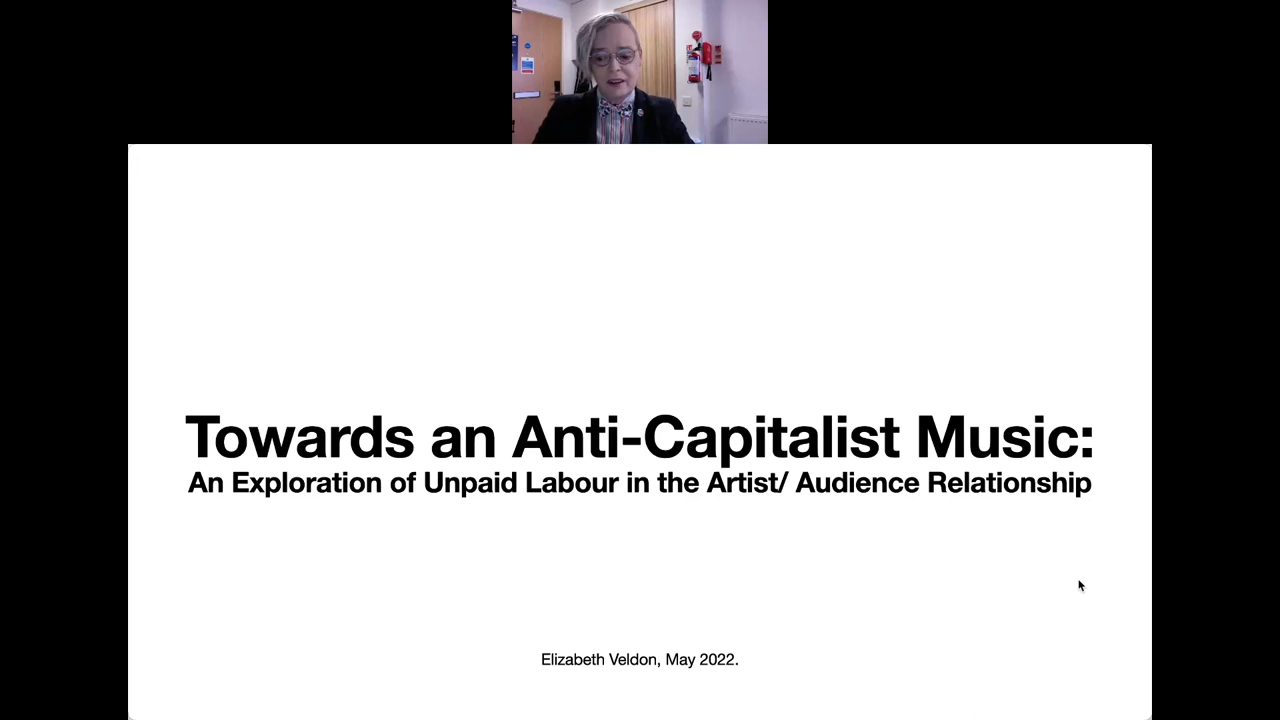 Towards an Anti-Capitalist Music:
An Exploration of Unpaid Labour in the Artist/ Audience Relationship
Elizabeth Veldon, May 2022.